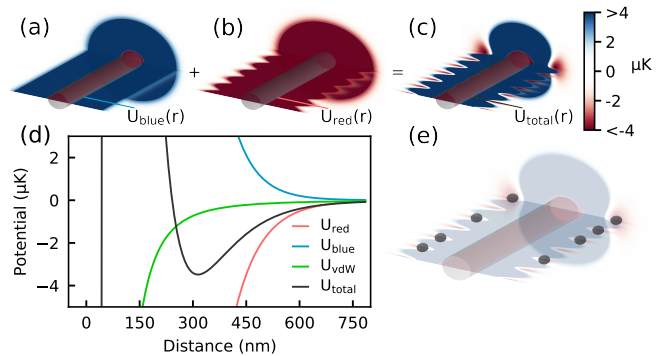 (a)
(b)
(c)
+
=
U_blue(r)
U_red(r)
U_total(r)
>4
2
0
-2
<-4
µK
(d)
(e)
Potential (µK)
2
0
−2
−4
U_red
U_blue
U_vdW
U_total
0
150
300
450
600
750
Distance (nm)